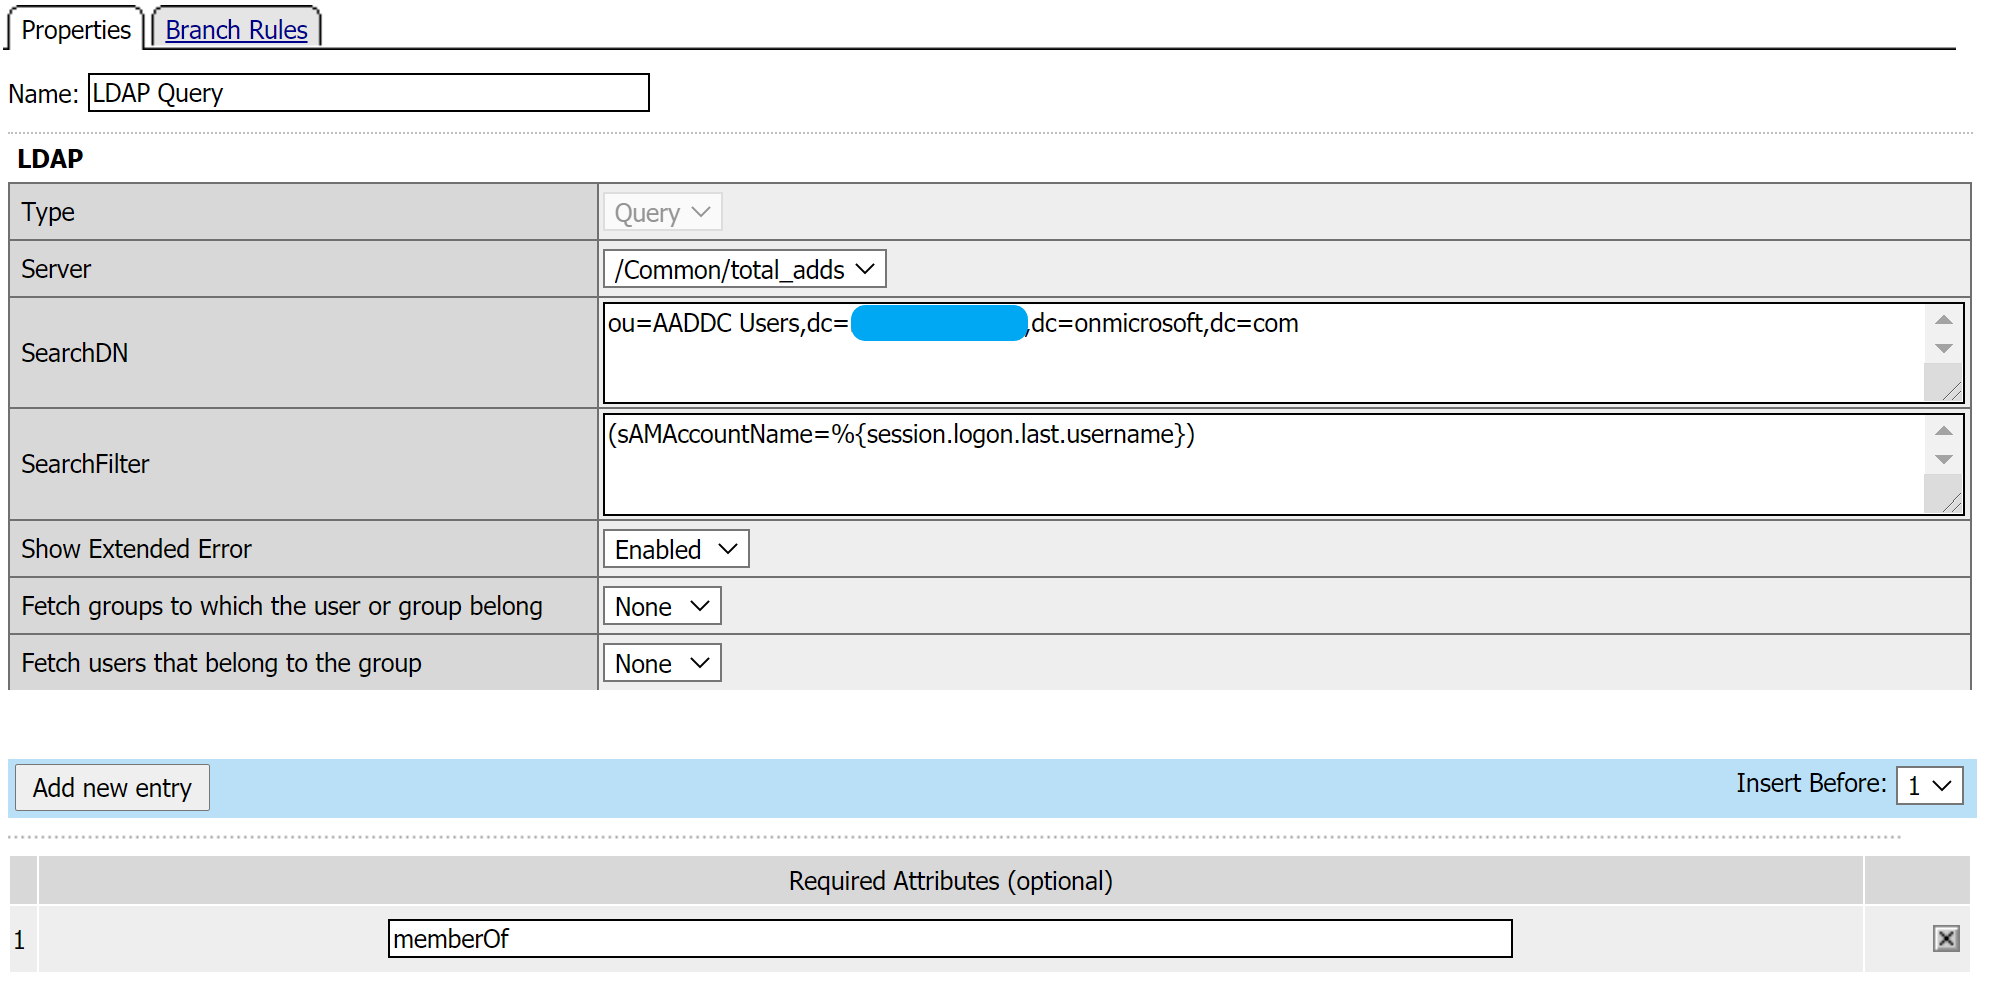 Properties Branch Rules
Name: LDAP Query
LDAP
Type Query
Server /Common/total_adds
SearchDN ou=AADDC Users,dc= ,dc=onmicrosoft,dc=com
SearchFilter (sAMAccountName=%{session.logon.last.username})
Show Extended Error Enabled
Fetch groups to which the user or group belong None
Fetch users that belong to the group None
Add new entry Insert Before: 1
Required Attributes (optional)
1 memberOf